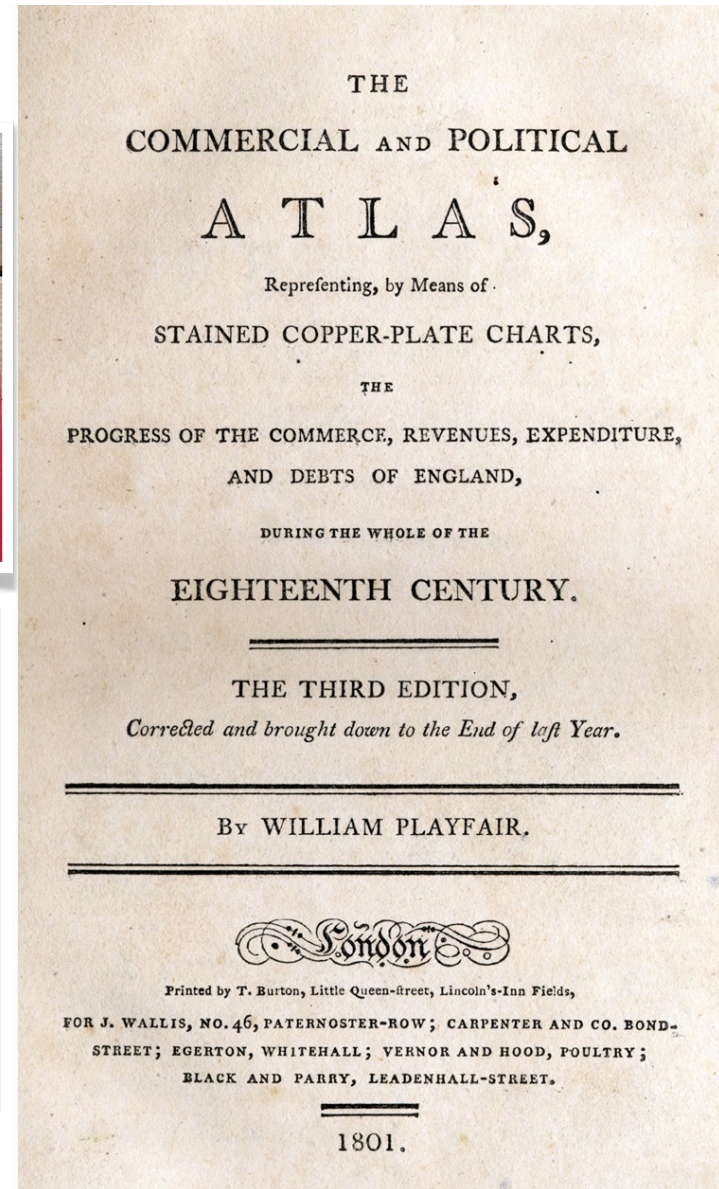 THE
COMMERCIAL AND POLITICAL
ATLAS,
Repreſenting, by Means of
STAINED COPPER-PLATE CHARTS,
THE
PROGRESS OF THE COMMERCE, REVENUES, EXPENDITURE,
AND DEBTS OF ENGLAND,
DURING THE WHOLE OF THE
EIGHTEENTH CENTURY.
THE THIRD EDITION,
Corrected and brought down to the End of laſt Year.
By WILLIAM PLAYFAIR.
London
Printed by T. Burton, Little Queen-ſtreet, Lincoln's-Inn Fields,
FOR J. WALLIS, NO. 46, PATERNOSTER-ROW; CARPENTER AND CO. BOND-
STREET; EGERTON, WHITEHALL; VERNOR AND HOOD, POULTRY;
BLACK AND PARRY, LEADENHALL-STREET.
1801.